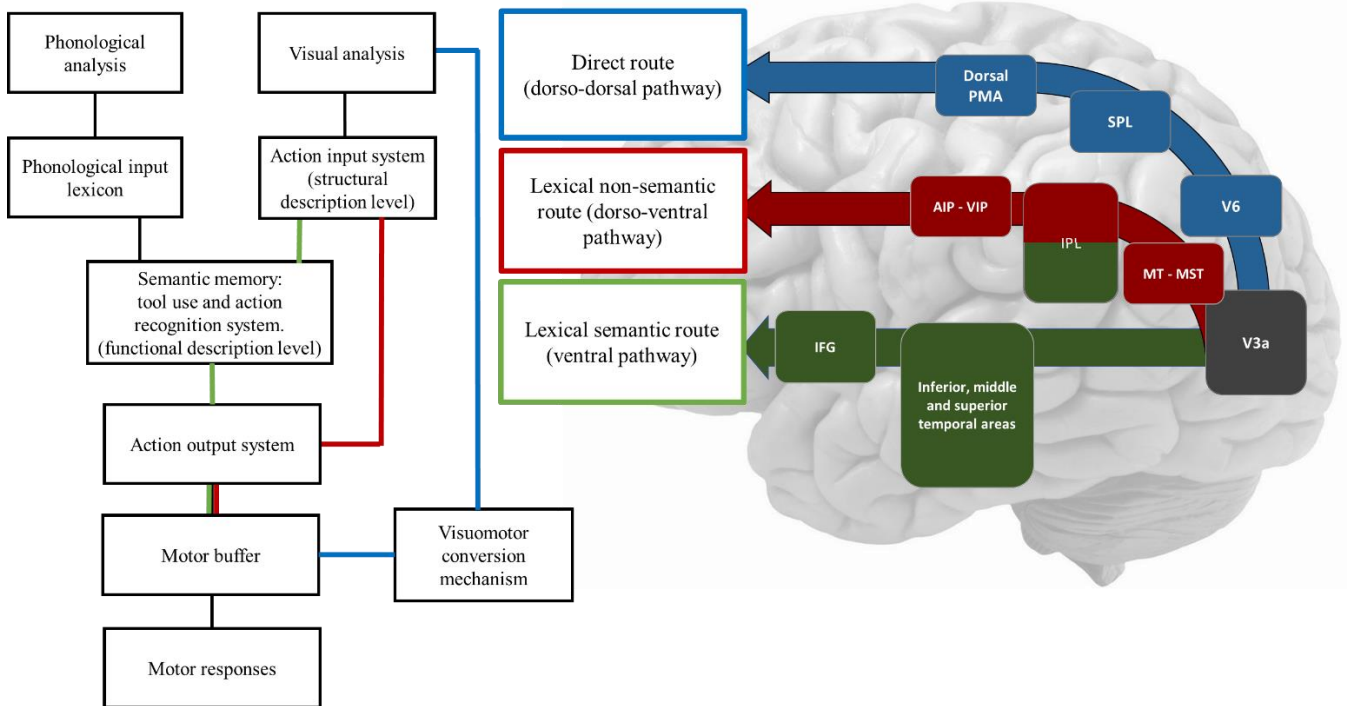 Phonological
analysis
Visual analysis
Phonological input
lexicon
Action input system
(structural
description level)
Semantic memory:
tool use and action
recognition system.
(functional description level)
Action output system
Motor buffer
Visuomotor
conversion
mechanism
Motor responses
Direct route
(dorso-dorsal pathway)
Lexical non-semantic
route (dorso-ventral
pathway)
Lexical semantic route
(ventral pathway)
Dorsal
PMA
SPL
V6
AIP - VIP
IPL
MT - MST
V3a
IFG
Inferior, middle
and superior
temporal areas